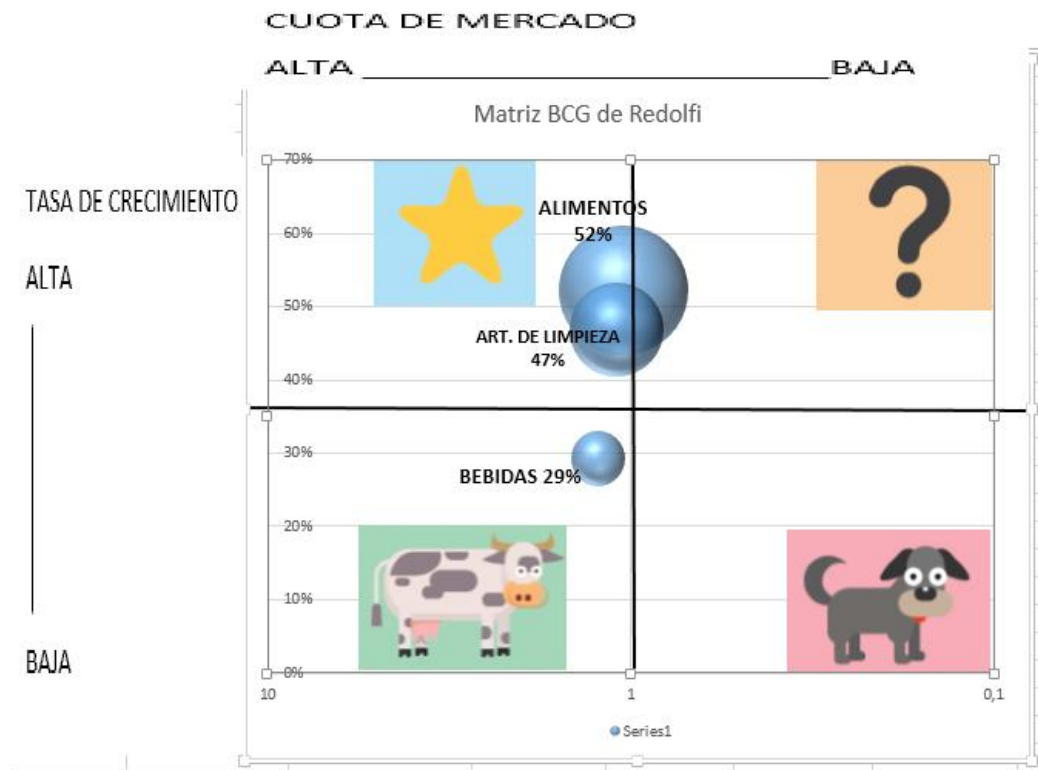 CUOTA DE MERCADO
ALTA ____________________ BAJA
Matriz BCG de Redolfi
TASA DE CRECIMIENTO
ALTA
BAJA
70%
60%
50%
40%
30%
20%
10%
0%
ALIMENTOS
52%
ART. DE LIMPIEZA
47%
BEBIDAS 29%
?
10 1 0,1
Series1